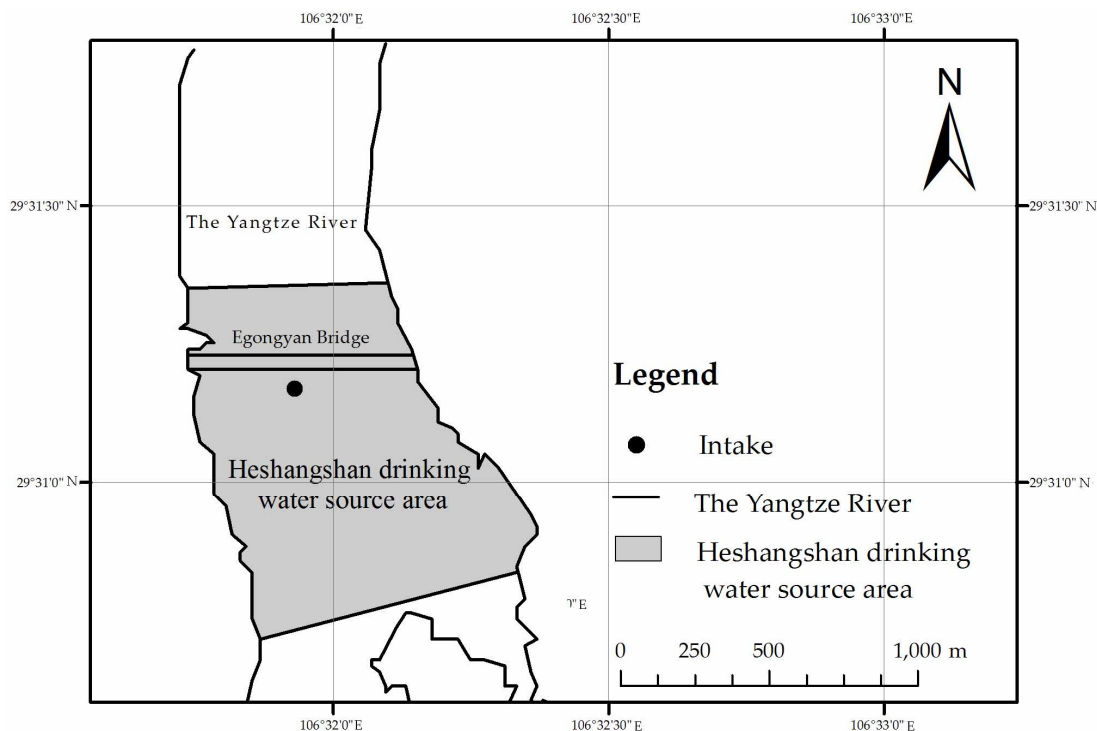 106°32'0"E 106°32'30"E 106°33'0"E
N
29°31'30"N 29°31'30"N
The Yangtze River
Egongyan Bridge
Legend
Intake
Heshangshan drinking
water source area
29°31'0"N 29°31'0"N
The Yangtze River
Heshangshan drinking
water source area
"E
0 250 500 1,000 m
106°32'0"E 106°32'30"E 106°33'0"E